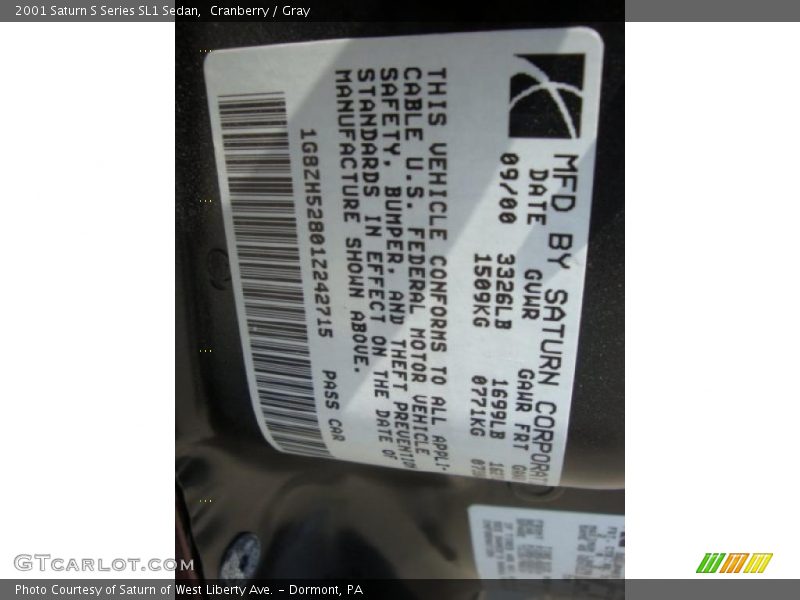 2001 Saturn S Series SL1 Sedan, Cranberry / Gray
MFD BY SATURN CORPORAT
DATE GVWR GAWR FRT
09/00 3326LB 1699LB
1509KG 0771KG
THIS VEHICLE CONFORMS TO ALL APPLI-
CABLE U.S. FEDERAL MOTOR VEHICLE
SAFETY, BUMPER, AND THEFT PREVENTION
STANDARDS IN EFFECT ON THE DATE OF
MANUFACTURE SHOWN ABOVE.
1G8ZH52801Z242715 PASS CAR
GTCARLOT.COM
Photo Courtesy of Saturn of West Liberty Ave. - Dormont, PA